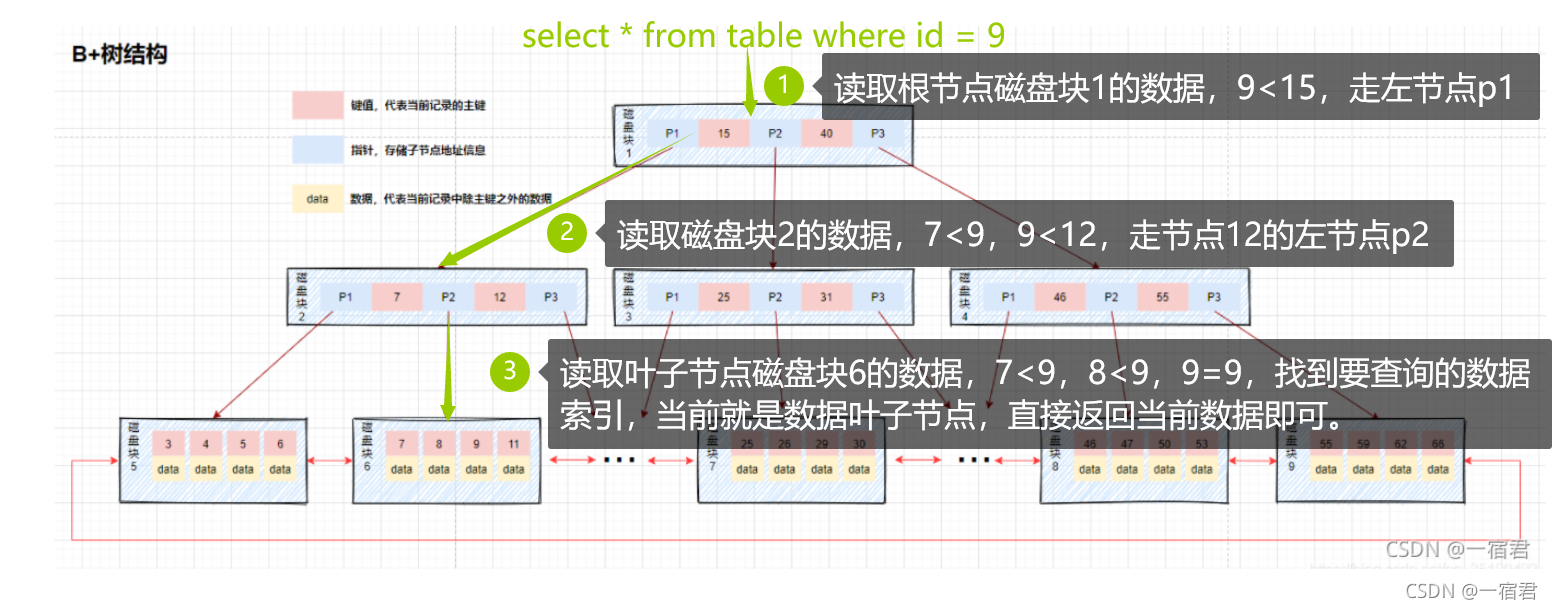 select * from table where id = 9
B+树结构
1
读取根节点磁盘块1的数据，9<15，走左节点p1
键值，代表当前记录的主键
指针，存储子节点地址信息
data 数据，代表当前记录中除主键之外的数据
磁盘块1 P1 15 P2 40 P3
2
读取磁盘块2的数据，7<9，9<12，走节点12的左节点p2
磁盘块2 P1 7 P2 12 P3
磁盘块3 P1 25 P2 31 P3
磁盘块4 P1 46 P2 55 P3
3
读取叶子节点磁盘块6的数据，7<9，8<9，9=9，找到要查询的数据
索引，当前就是数据叶子节点，直接返回当前数据即可。
磁盘块5 3 4 5 6
data data data data
磁盘块6 7 8 9 11
data data data data
...
磁盘块7 25 26 29 30
data data data data
...
磁盘块8 46 47 50 53
data data data data
磁盘块9 55 59 62 66
data data data data
CSDN @一宿君
CSDN @一宿君